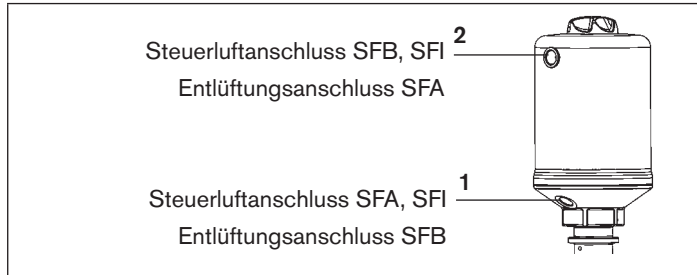 Steuerluftanschluss SFB, SFI 2
Entlüftungsanschluss SFA
Steuerluftanschluss SFA, SFI 1
Entlüftungsanschluss SFB